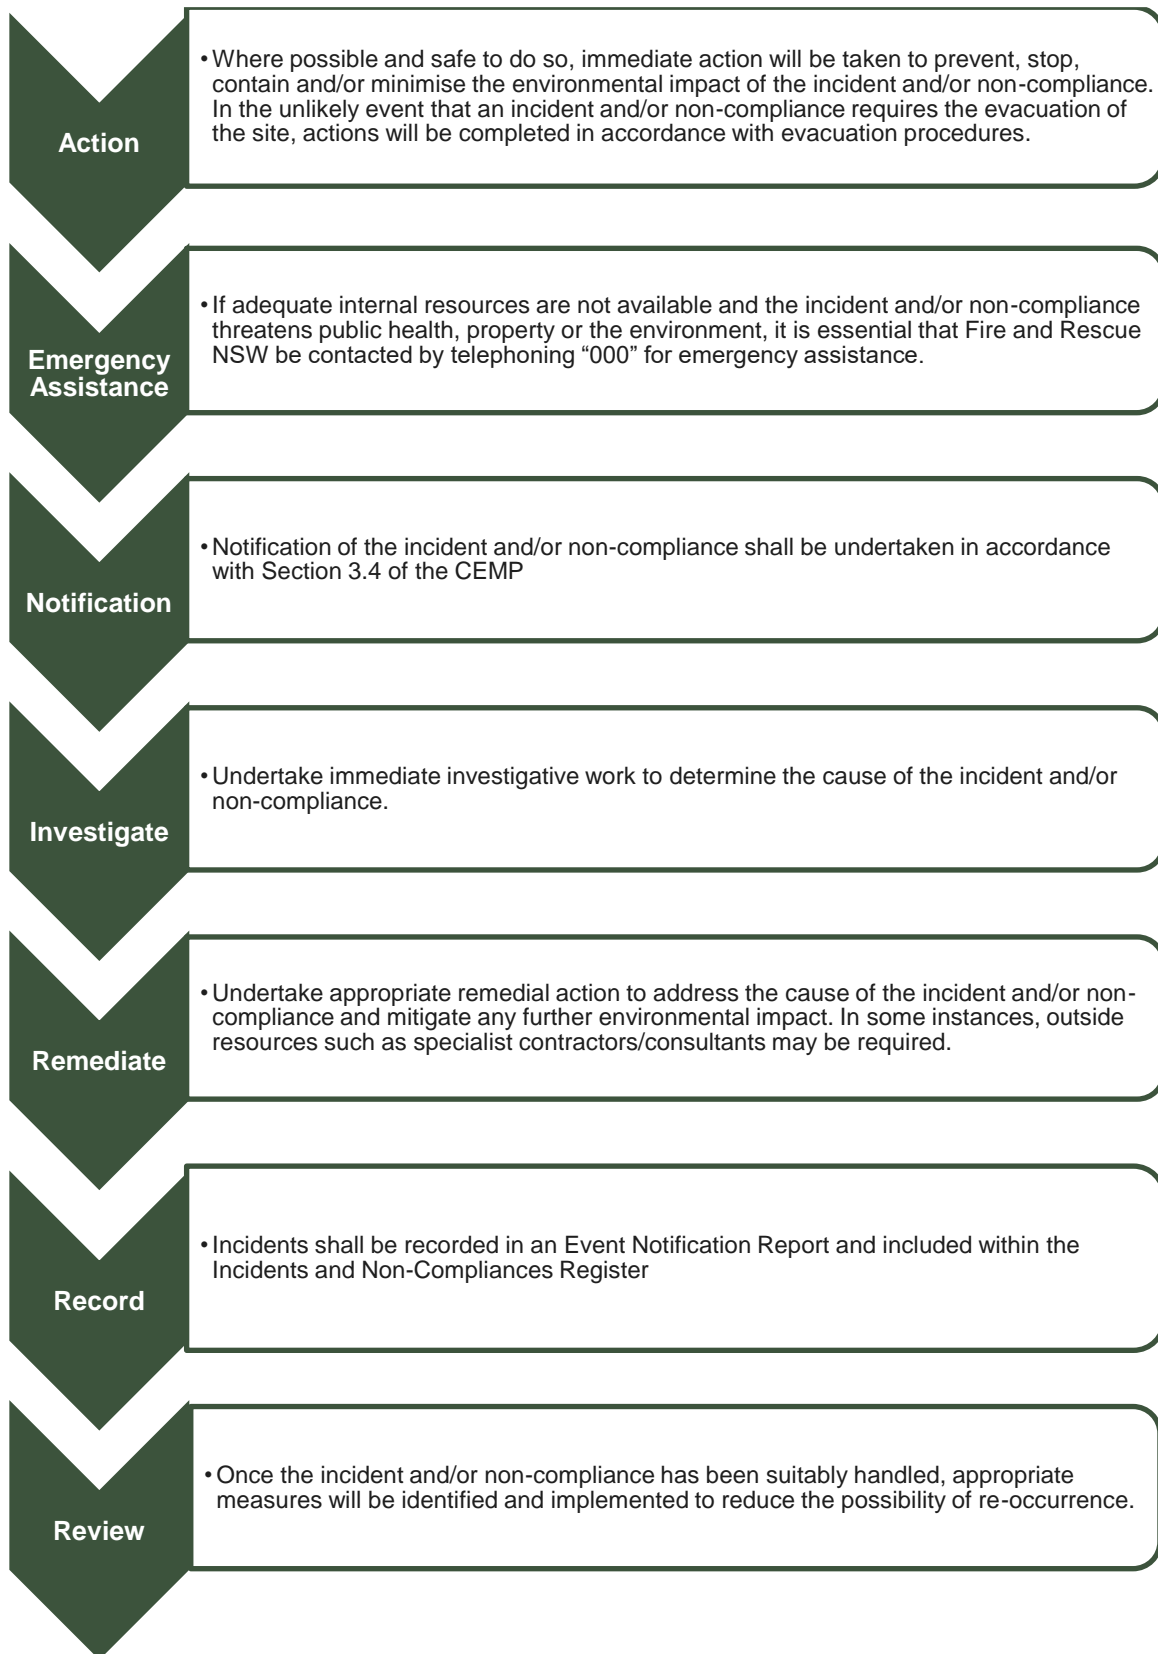 Action
• Where possible and safe to do so, immediate action will be taken to prevent, stop,
contain and/or minimise the environmental impact of the incident and/or non-compliance.
In the unlikely event that an incident and/or non-compliance requires the evacuation of
the site, actions will be completed in accordance with evacuation procedures.
Emergency
Assistance
• If adequate internal resources are not available and the incident and/or non-compliance
threatens public health, property or the environment, it is essential that Fire and Rescue
NSW be contacted by telephoning “000” for emergency assistance.
Notification
• Notification of the incident and/or non-compliance shall be undertaken in accordance
with Section 3.4 of the CEMP
Investigate
• Undertake immediate investigative work to determine the cause of the incident and/or
non-compliance.
Remediate
• Undertake appropriate remedial action to address the cause of the incident and/or non-
compliance and mitigate any further environmental impact. In some instances, outside
resources such as specialist contractors/consultants may be required.
Record
• Incidents shall be recorded in an Event Notification Report and included within the
Incidents and Non-Compliances Register
Review
• Once the incident and/or non-compliance has been suitably handled, appropriate
measures will be identified and implemented to reduce the possibility of re-occurrence.